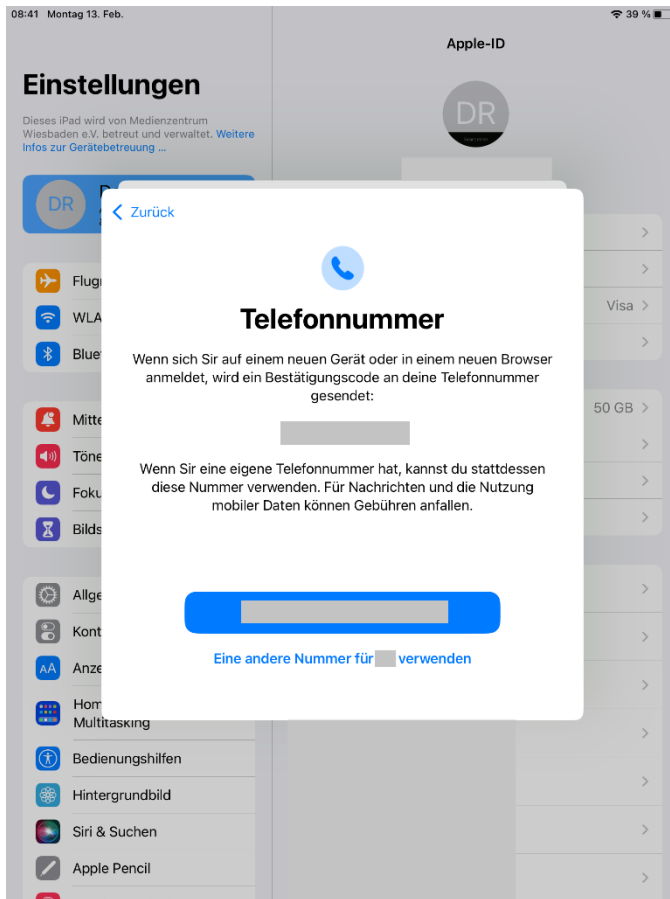 08:41 Montag 13. Feb.
39 %
Apple-ID
Einstellungen
DR
Dieses iPad wird von Medienzentrum
Wiesbaden e.V. betreut und verwaltet. Weitere
Infos zur Gerätebetreuung ...
DR
Zurück
Telefonnummer
Wenn sich Sir auf einem neuen Gerät oder in einem neuen Browser
anmeldet, wird ein Bestätigungscode an deine Telefonnummer
gesendet:
Wenn Sir eine eigene Telefonnummer hat, kannst du stattdessen
diese Nummer verwenden. Für Nachrichten und die Nutzung
mobiler Daten können Gebühren anfallen.
Eine andere Nummer für verwenden
Visa
50 GB
Flug
WLA
Blue
Mitte
Töne
Foku
Bilds
Allge
Kont
AA
Anze
Hom
Multitasking
Bedienungshilfen
Hintergrundbild
Siri & Suchen
Apple Pencil